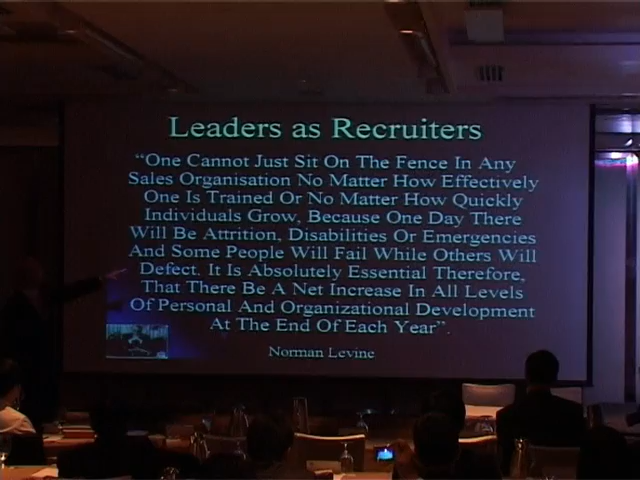 Leaders as Recruiters
“One Cannot Just Sit On The Fence In Any
Sales Organisation No Matter How Effectively
One Is Trained Or No Matter How Quickly
Individuals Grow, Because One Day There
Will Be Attrition, Disabilities Or Emergencies
And Some People Will Fail While Others Will
Defect. It Is Absolutely Essential Therefore,
That There Be A Net Increase In All Levels
Of Personal And Organizational Development
At The End Of Each Year”.
Norman Levine